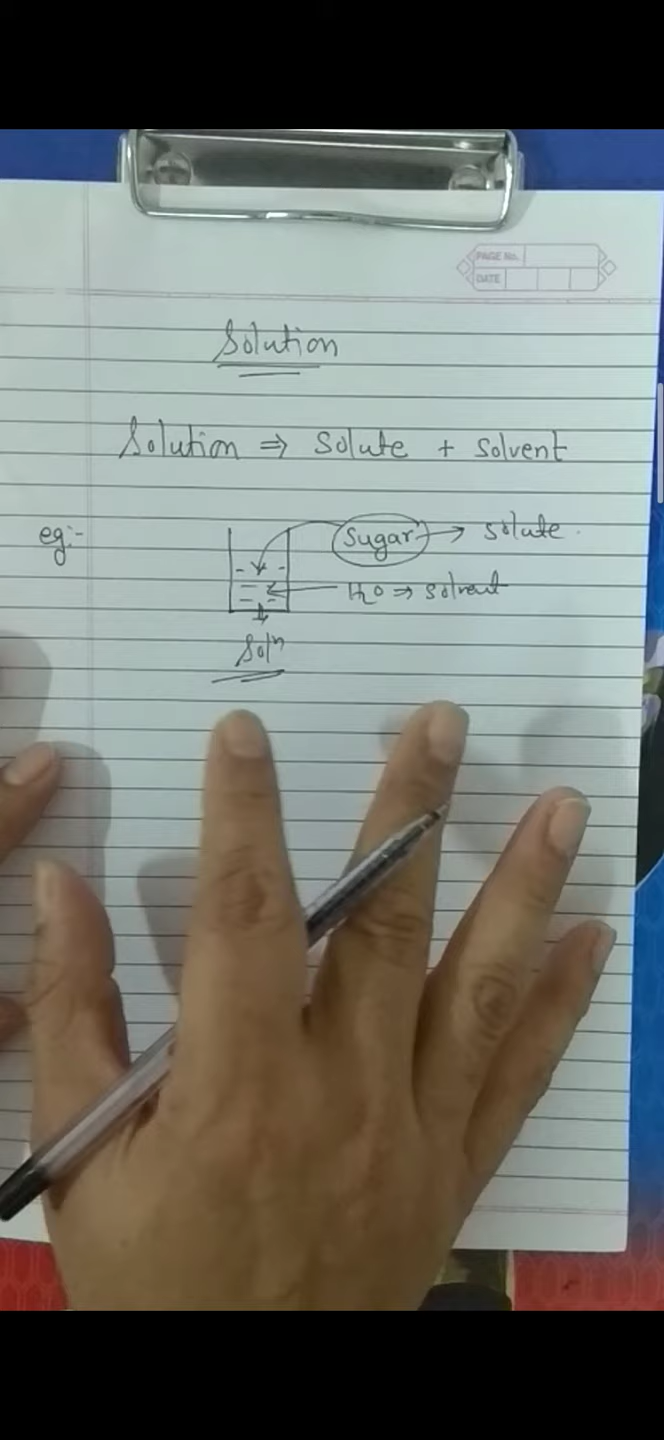 PAGE No.
DATE
Solution
Solution ⇒ Solute + Solvent
eg:- Sugar → Solute.
H₂O ⇒ Solvent
Solⁿ